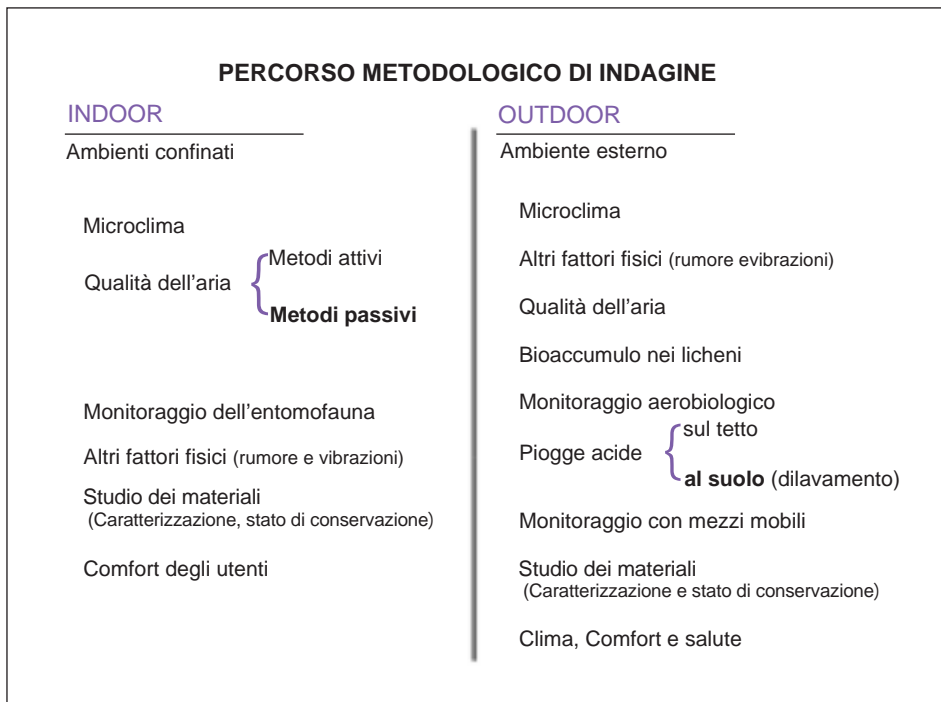 PERCORSO METODOLOGICO DI INDAGINE
INDOOR
Ambienti confinati
Microclima
Qualità dell'aria
Metodi attivi
Metodi passivi
Monitoraggio dell'entomofauna
Altri fattori fisici (rumore e vibrazioni)
Studio dei materiali
(Caratterizzazione, stato di conservazione)
Comfort degli utenti
OUTDOOR
Ambiente esterno
Microclima
Altri fattori fisici (rumore evibrazioni)
Qualità dell'aria
Bioaccumulo nei licheni
Monitoraggio aerobiologico
Piogge acide
sul tetto
al suolo (dilavamento)
Monitoraggio con mezzi mobili
Studio dei materiali
(Caratterizzazione e stato di conservazione)
Clima, Comfort e salute